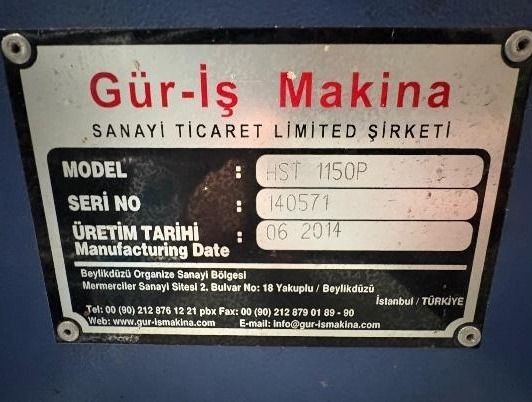 Gür-İş Makina
SANAYİ TİCARET LİMİTED ŞİRKETİ
MODEL : HST 1150P
SERİ NO : 140571
ÜRETİM TARİHİ
Manufacturing Date : 06 2014
Beylikdüzü Organize Sanayi Bölgesi
Mermerciler Sanayi Sitesi 2. Bulvar No: 18 Yakuplu / Beylikdüzü
İstanbul / TÜRKİYE
Tel: 00 (90) 212 876 12 21 pbx Fax: 00 (90) 212 879 01 89 - 90
Web: www.gur-ismakina.com E-mail: info@gur-ismakina.com